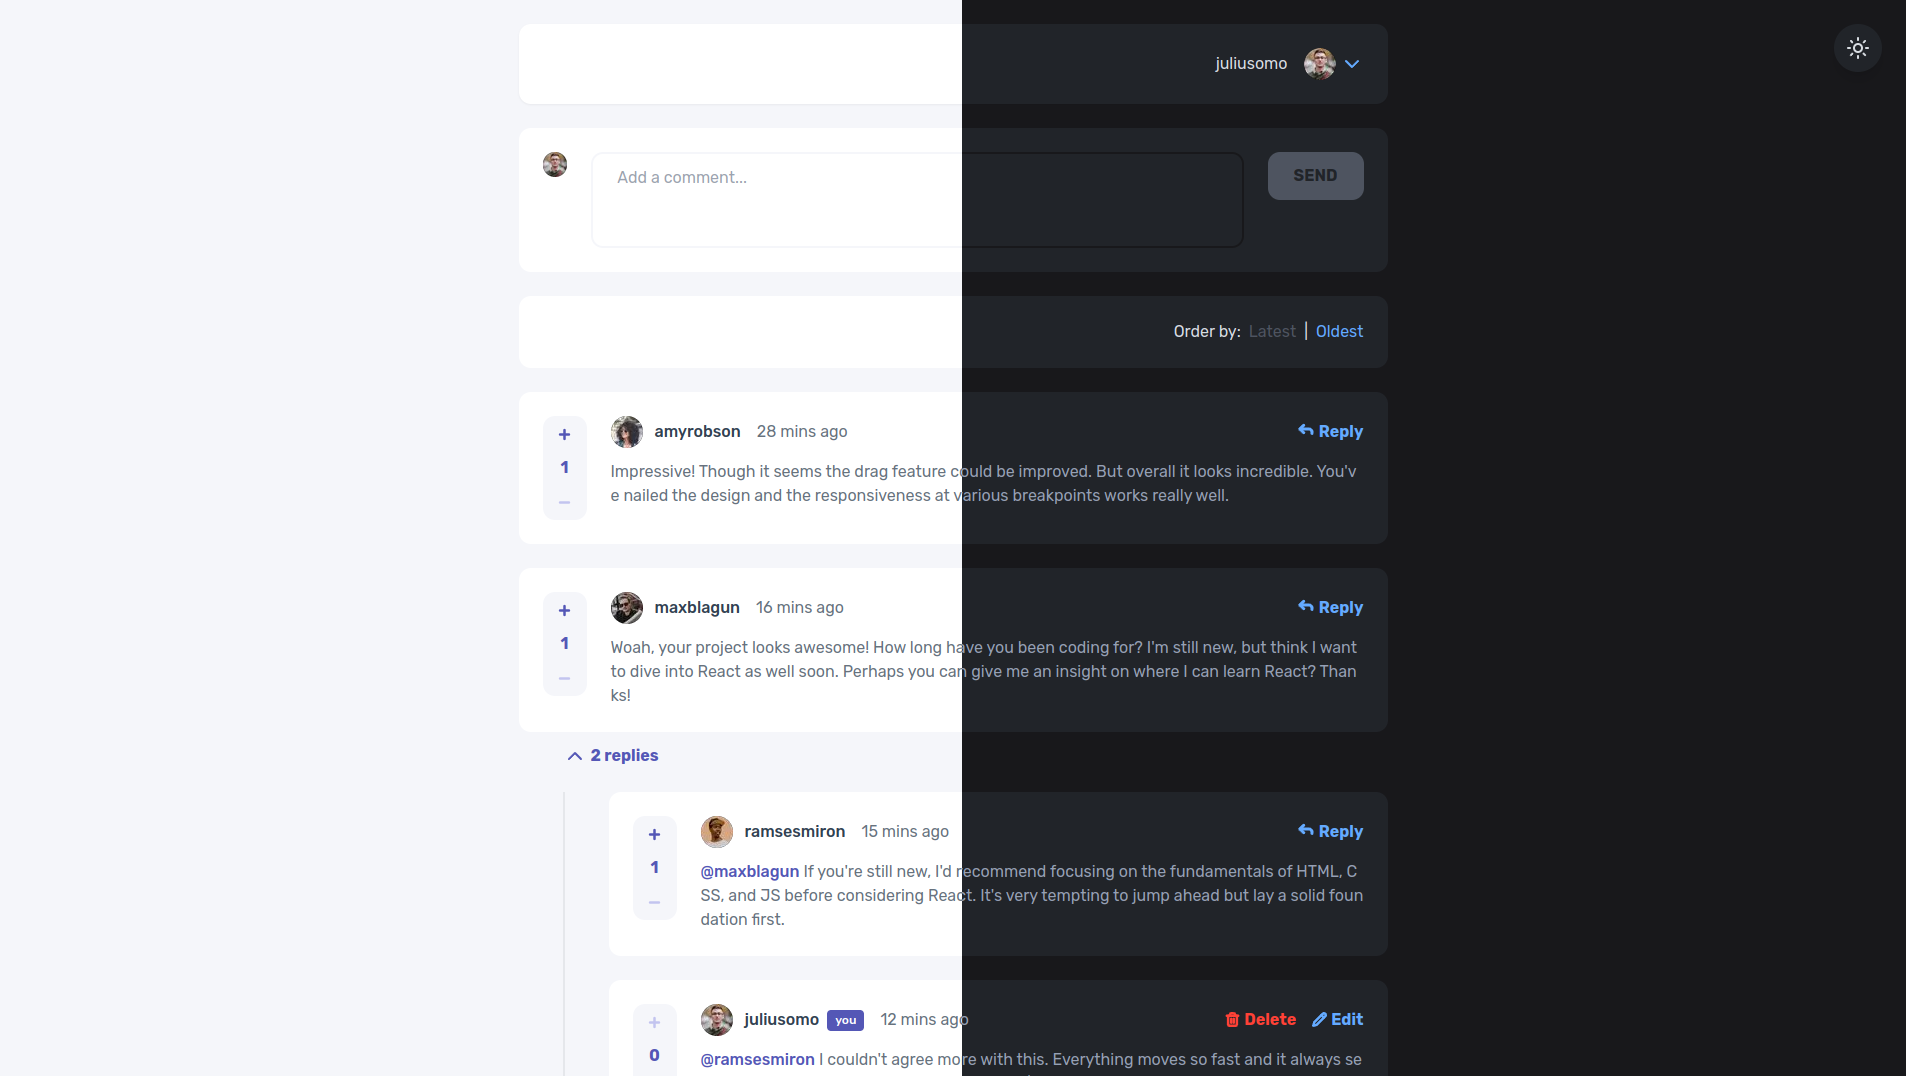 juliusomo
Add a comment...
SEND
Order by: Latest | Oldest
amyrobson 28 mins ago Reply
+
1
Impressive! Though it seems the drag feature could be improved. But overall it looks incredible. You'v
e nailed the design and the responsiveness at various breakpoints works really well.
–
maxblagun 16 mins ago Reply
+
1
Woah, your project looks awesome! How long have you been coding for? I'm still new, but think I want
to dive into React as well soon. Perhaps you can give me an insight on where I can learn React? Than
ks!
–
2 replies
ramsesmiron 15 mins ago Reply
+
1
@maxblagun If you're still new, I'd recommend focusing on the fundamentals of HTML, C
SS, and JS before considering React. It's very tempting to jump ahead but lay a solid foun
dation first.
–
juliusomo you 12 mins ago Delete Edit
+
0
@ramsesmiron I couldn't agree more with this. Everything moves so fast and it always se